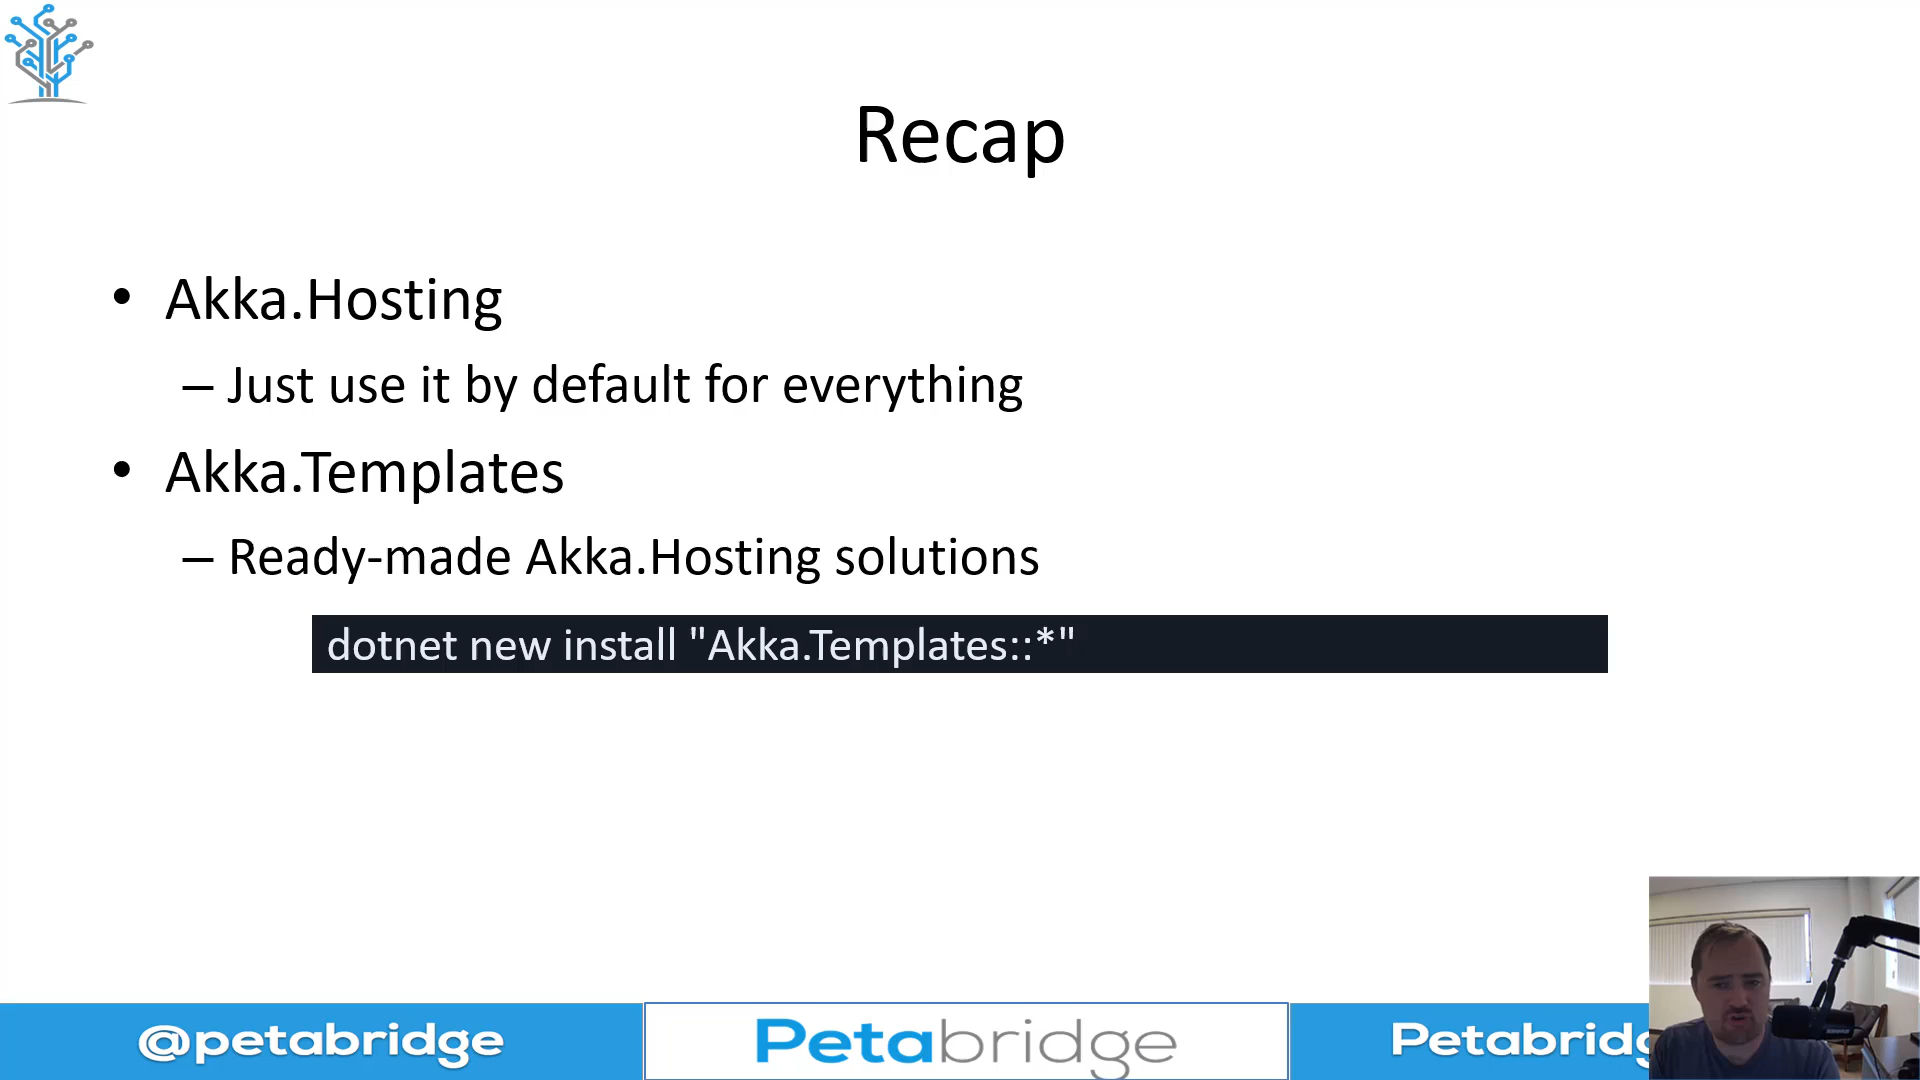 Recap
• Akka.Hosting
– Just use it by default for everything
• Akka.Templates
– Ready-made Akka.Hosting solutions
dotnet new install "Akka.Templates::*"
@petabridge
Petabridge